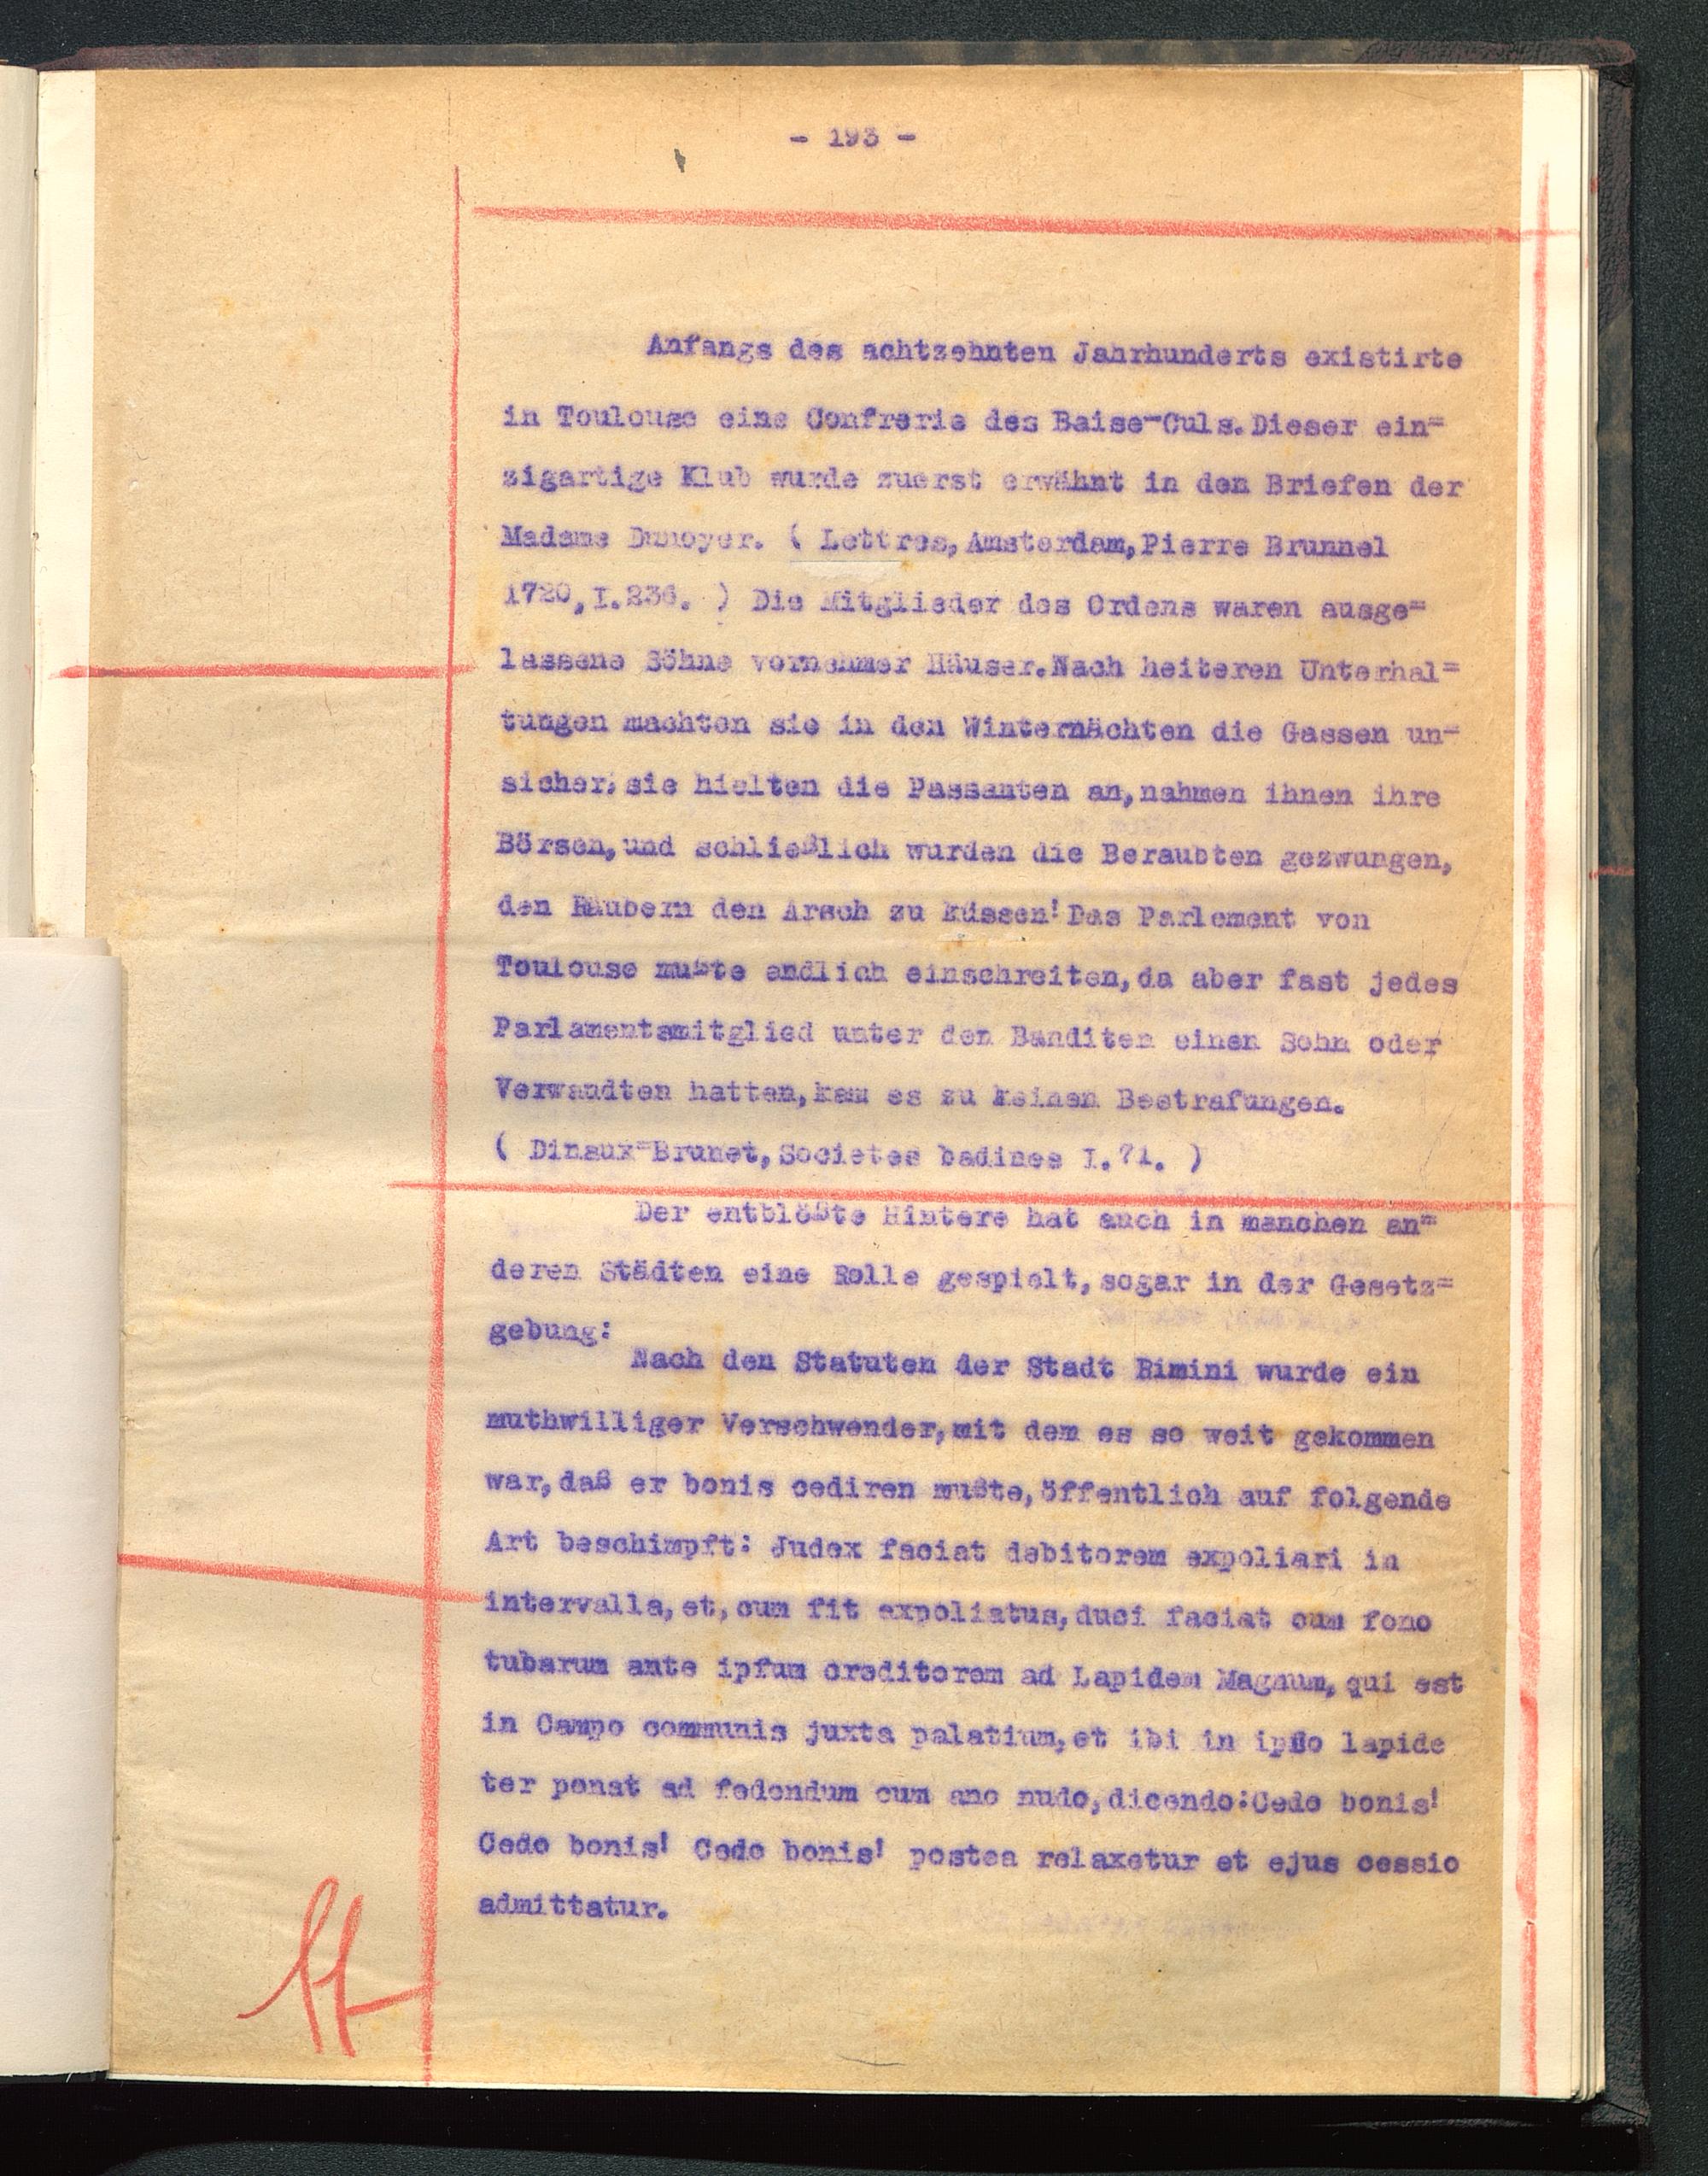 - 193 -
Anfangs des achtzehnten Jahrhunderts existirte
in Toulouse eine Confrerie des Baise-Culs.Dieser ein=
zigartige Klub wurde zuerst erwähnt in den Briefen der
Madame Dunoyer. ( Lettres, Amsterdam, Pierre Brunnel
1720, I.236. ) Die Mitglieder des Ordens waren ausge=
lassene Söhne vornehmer Häuser.Nach heiteren Unterhal=
tungen machten sie in den Winternächten die Gassen un=
sicher; sie hielten die Passanten an, nahmen ihnen ihre
Börsen, und schließlich wurden die Beraubten gezwungen,
den Räubern den Arsch zu küssen! Das Parlement von
Toulouse mußte endlich einschreiten, da aber fast jedes
Parlamentsmitglied unter den Banditen einen Sohn oder
Verwandten hatten, kam es zu keinen Bestrafungen.
( Dinaux=Brunet, Societes badines I.71. )
Der entblößte Hintere hat auch in manchen an=
deren Städten eine Rolle gespielt, sogar in der Gesetz=
gebung:
Nach den Statuten der Stadt Rimini wurde ein
muthwilliger Verschwender, mit dem es so weit gekommen
war, daß er bonis cediren mußte, öffentlich auf folgende
Art beschimpft: Judex faciat debitorem expoliari in
intervalla, et, cum fit expoliatus, duci faciat cum fono
tubarum ante ipfum creditorem ad Lapidem Magnum, qui est
in Campo communis juxta palatium, et ibi in ipso lapide
ter ponat ad fedendum cum ano nudo, dicendo: Cedo bonis!
Cedo bonis! Cedo bonis! postea relaxetur et ejus cessio
admittatur.